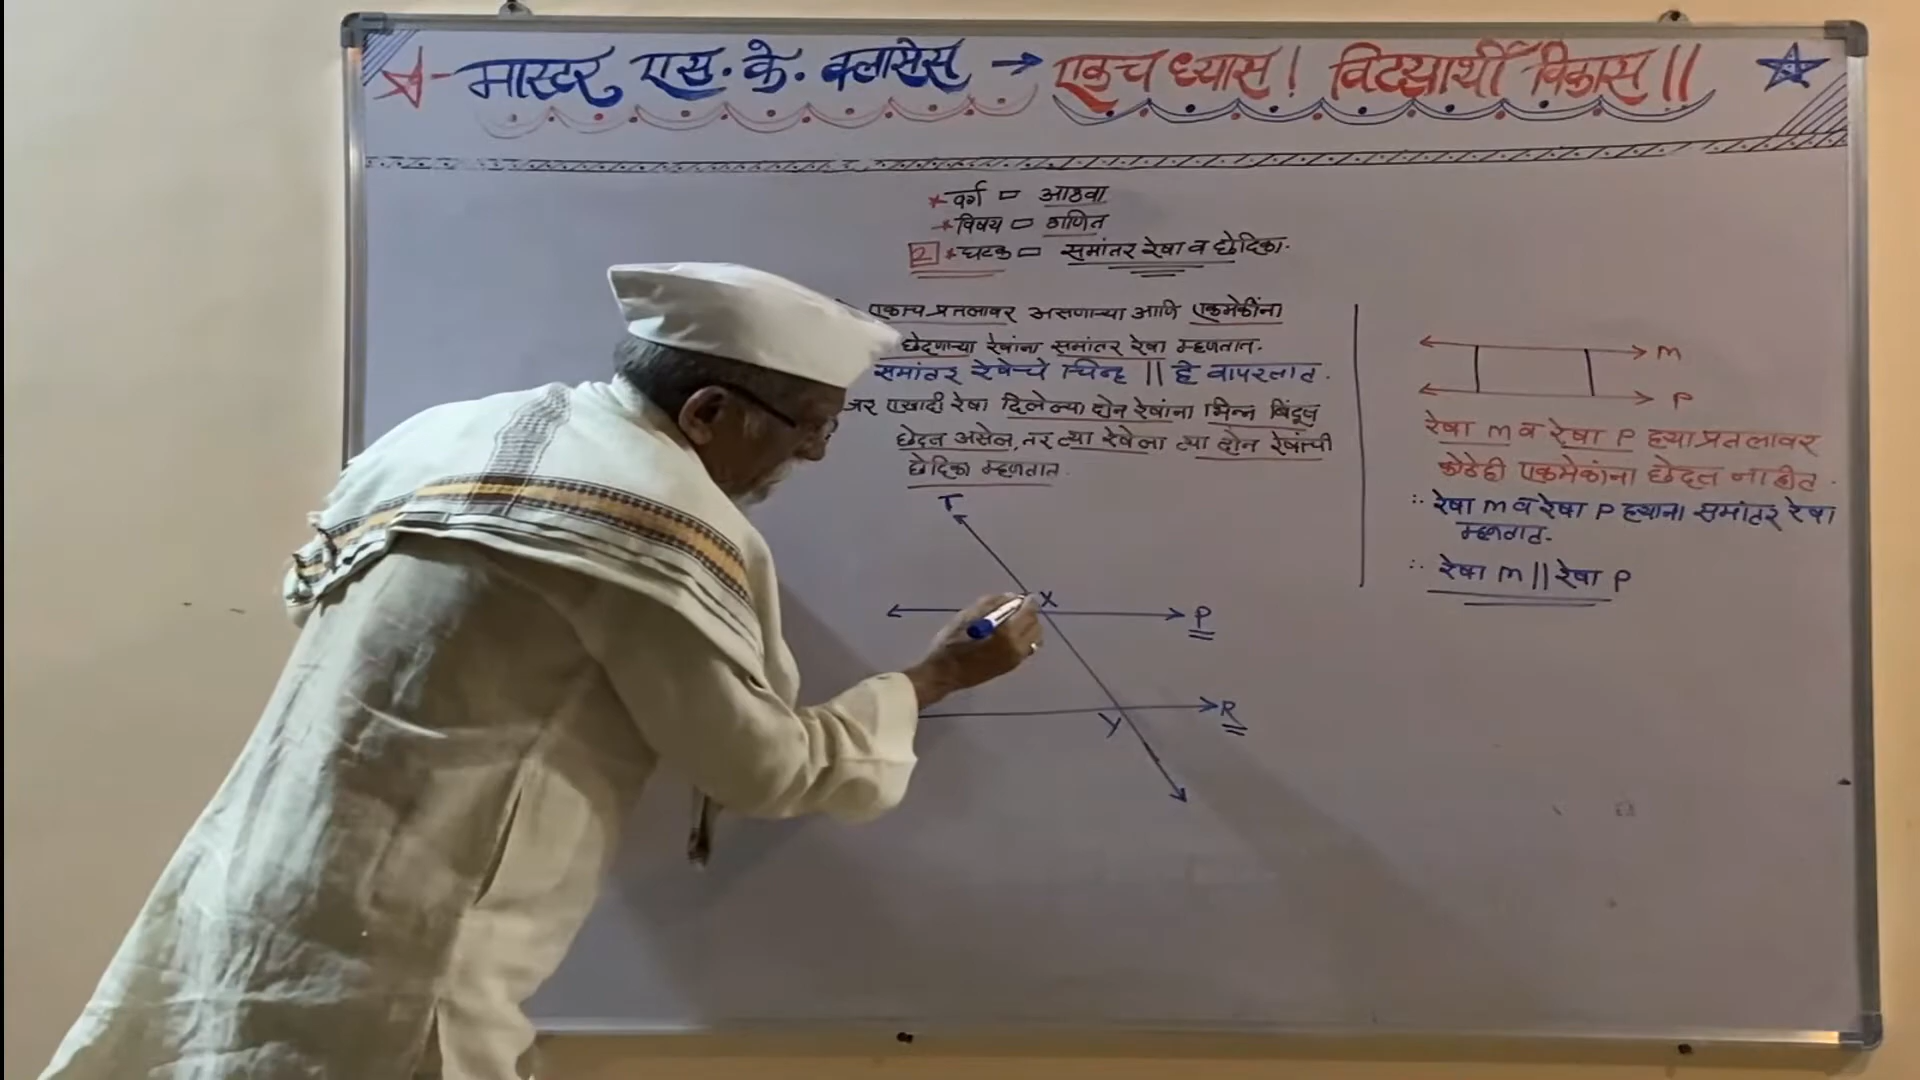 मास्टर एस. के. क्लासेस → एकच ध्यास! विद्यार्थी विकास॥
* वर्ग - आठवा
* विषय - गणित
2 * घटक - समांतर रेषा व छेदिका.
एकाच प्रतलावर असणाऱ्या आणि एकमेकींना
छेदणाऱ्या रेषांना समांतर रेषा म्हणतात.
समांतर रेषेचे चिन्ह || हे वापरतात.
जर एखादी रेषा दिलेल्या दोन रेषांना भिन्न बिंदूत
छेदत असेल, तर त्या रेषेला त्या दोन रेषांची
छेदिका म्हणतात.
T
X
P
Y
R
m
P
रेषा m व रेषा P ह्या प्रतलावर
कोठेही एकमेकांना छेदत नाहीत.
∴ रेषा m व रेषा P ह्यांना समांतर रेषा
म्हणतात.
∴ रेषा m || रेषा P